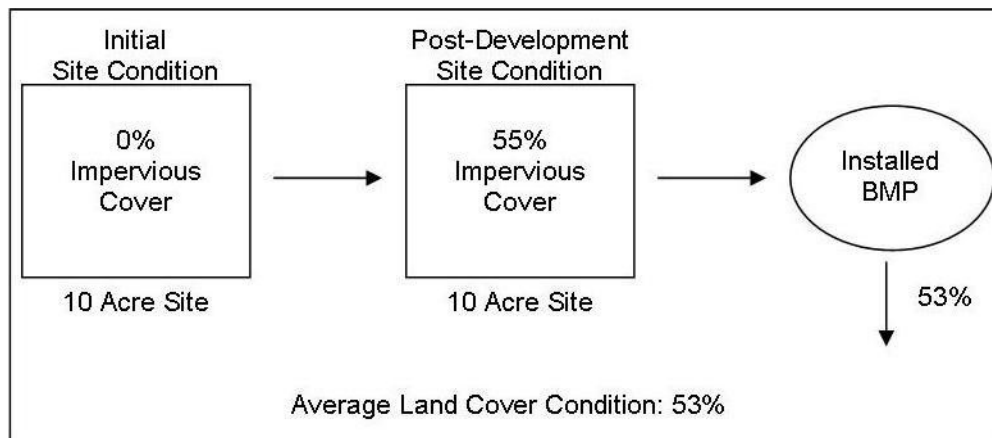 Initial
Site Condition
0%
Impervious
Cover
10 Acre Site
Post-Development
Site Condition
55%
Impervious
Cover
10 Acre Site
Installed
BMP
53%
Average Land Cover Condition: 53%